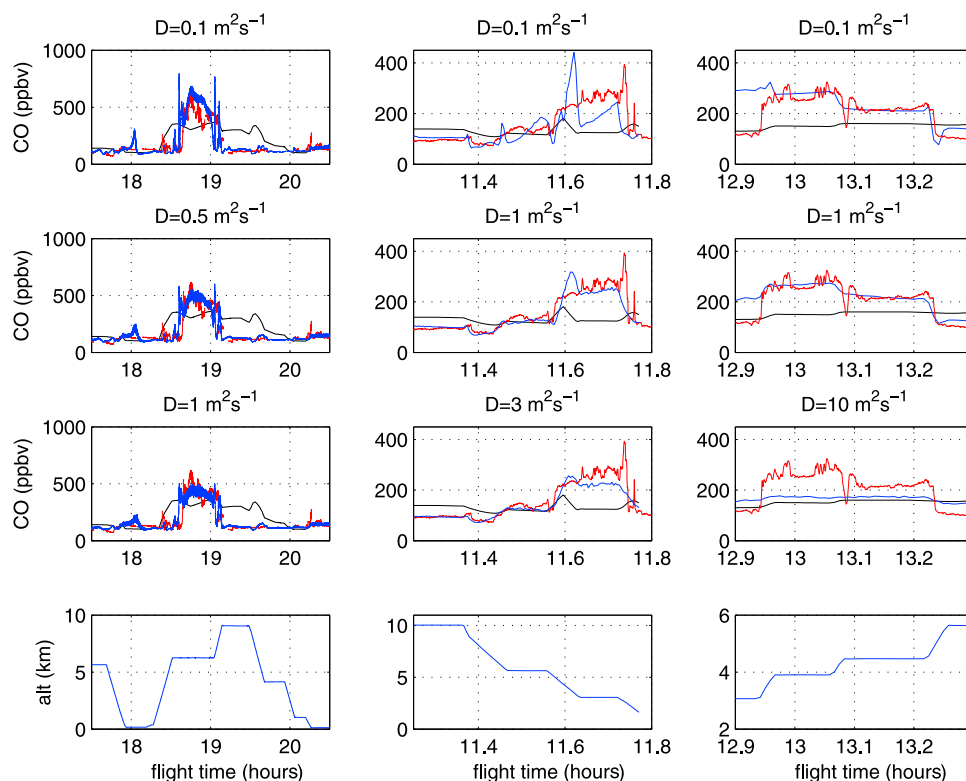 D=0.1 m²s⁻¹ D=0.1 m²s⁻¹ D=0.1 m²s⁻¹
CO (ppbv)
1000
500
0
18 19 20
400
200
0
11.4 11.6 11.8
400
200
0
12.9 13 13.1 13.2
D=0.5 m²s⁻¹ D=1 m²s⁻¹ D=1 m²s⁻¹
CO (ppbv)
1000
500
0
18 19 20
400
200
0
11.4 11.6 11.8
400
200
0
12.9 13 13.1 13.2
D=1 m²s⁻¹ D=3 m²s⁻¹ D=10 m²s⁻¹
CO (ppbv)
1000
500
0
18 19 20
400
200
0
11.4 11.6 11.8
400
200
0
12.9 13 13.1 13.2
alt (km)
10
5
0
18 19 20
10
5
0
11.4 11.6 11.8
6
4
2
12.9 13 13.1 13.2
flight time (hours) flight time (hours) flight time (hours)